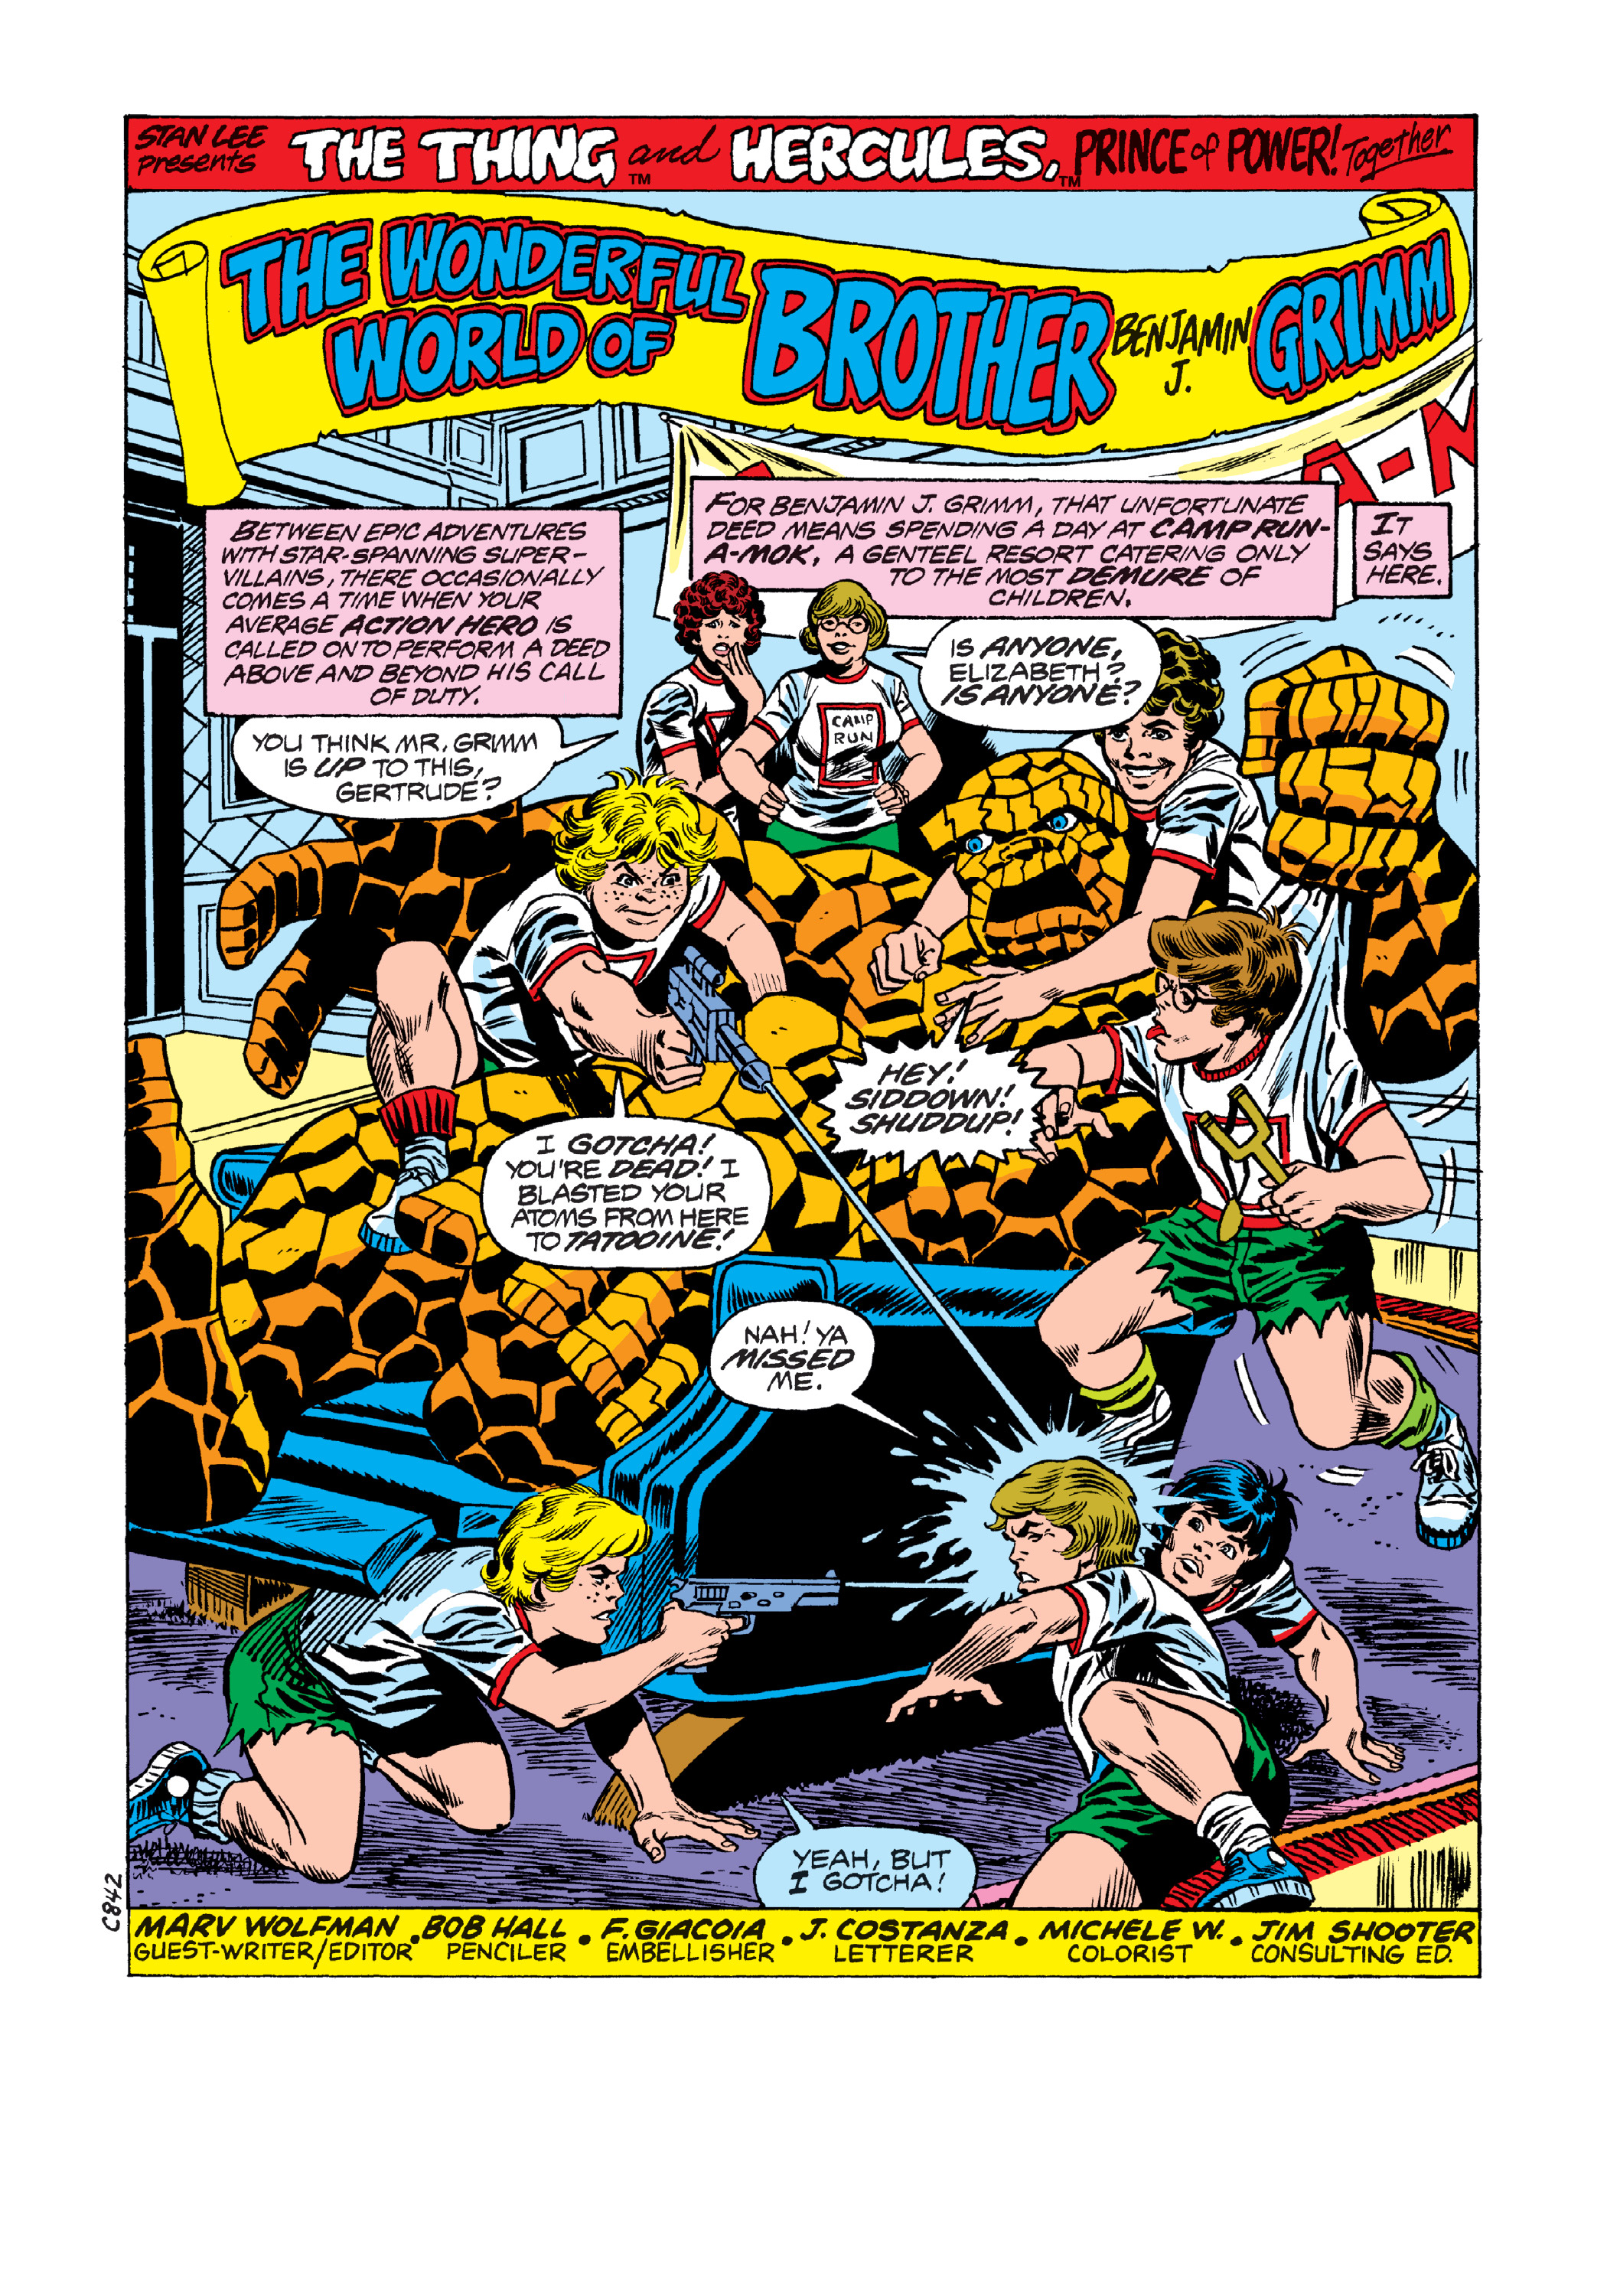 STAN LEE
presents
THE THING and HERCULES, PRINCE of POWER! Together
TM TM
THE WONDERFUL
WORLD OF
BROTHER
BENJAMIN
J.
GRIMM
A-M
BETWEEN EPIC ADVENTURES
WITH STAR-SPANNING SUPER-
VILLAINS, THERE OCCASIONALLY
COMES A TIME WHEN YOUR
AVERAGE ACTION HERO IS
CALLED ON TO PERFORM A DEED
ABOVE AND BEYOND HIS CALL
OF DUTY.
FOR BENJAMIN J. GRIMM, THAT UNFORTUNATE
DEED MEANS SPENDING A DAY AT CAMP RUN-
A-MOK, A GENTEEL RESORT CATERING ONLY
TO THE MOST DEMURE OF
CHILDREN.
IT
SAYS
HERE.
YOU THINK MR. GRIMM
IS UP TO THIS,
GERTRUDE?
IS ANYONE,
ELIZABETH?
IS ANYONE?
CAMP
RUN
HEY!
SIDDOWN!
SHUDDUP!
I GOTCHA!
YOU'RE DEAD! I
BLASTED YOUR
ATOMS FROM HERE
TO TATOOINE!
NAH! YA
MISSED
ME.
YEAH, BUT
I GOTCHA!
C842
MARV WOLFMAN • BOB HALL • F. GIACOIA • J. COSTANZA • MICHELE W. • JIM SHOOTER
GUEST-WRITER/EDITOR PENCILER EMBELLISHER LETTERER COLORIST CONSULTING ED.